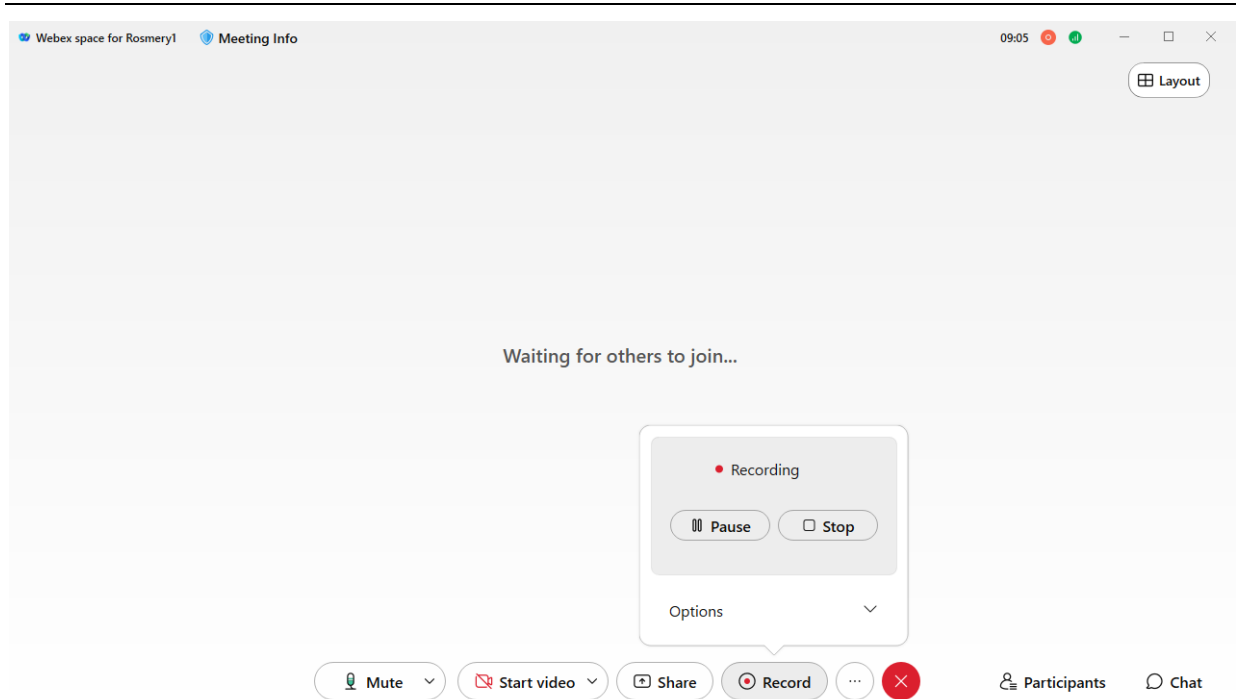 Webex space for Rosmery1 Meeting Info 09:05
Layout
Waiting for others to join...
Recording
Pause Stop
Options
Mute Start video Share Record ... Participants Chat